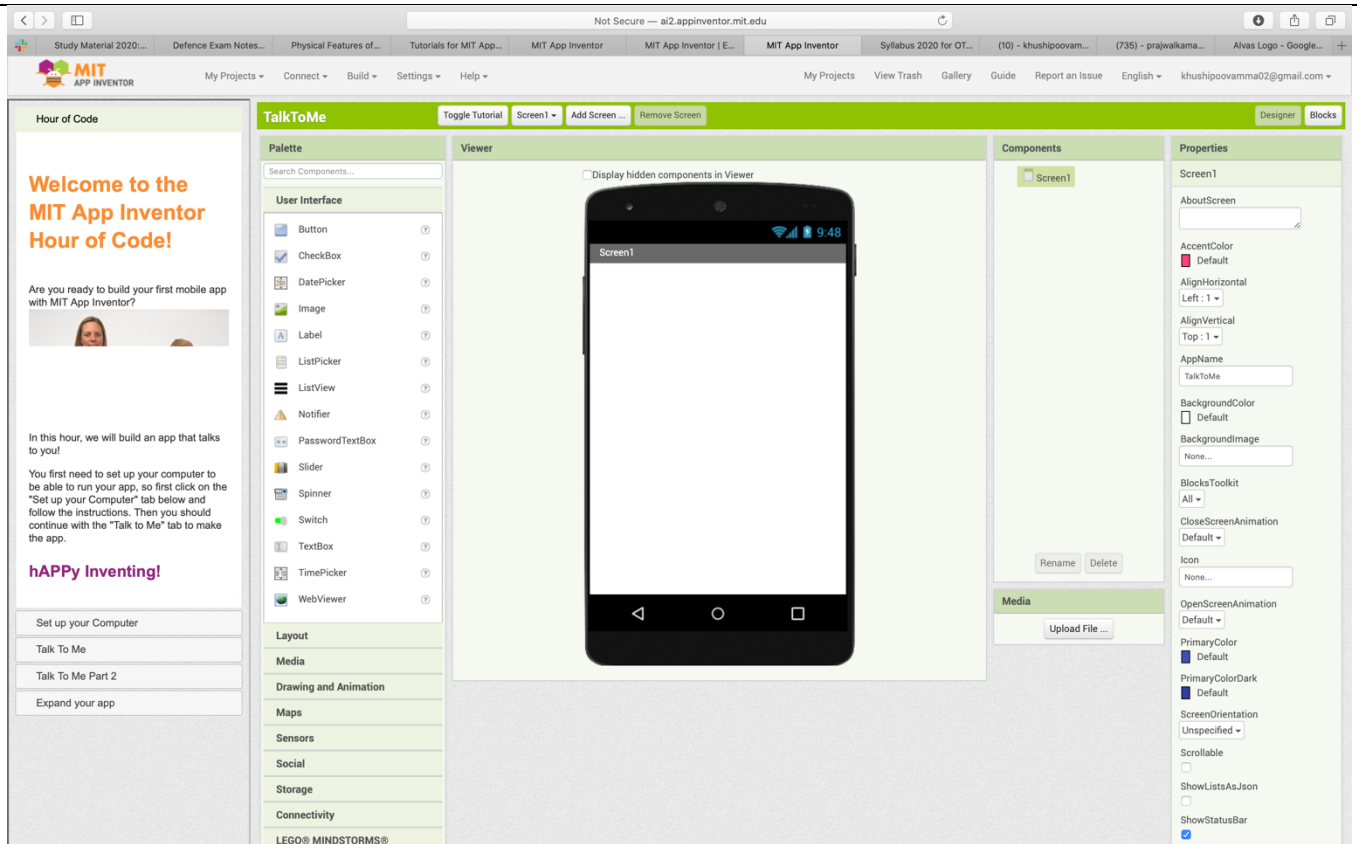 Not Secure — ai2.appinventor.mit.edu
Study Material 2020:...
Defence Exam Notes...
Physical Features of...
Tutorials for MIT App...
MIT App Inventor
MIT App Inventor | E...
MIT App Inventor
Syllabus 2020 for OT...
(10) - khushipoovam...
(735) - prajwalkama...
Alvas Logo - Google...
MIT
APP INVENTOR
My Projects
Connect
Build
Settings
Help
My Projects
View Trash
Gallery
Guide
Report an Issue
English
khushipoovamma02@gmail.com
Hour of Code
Welcome to the
MIT App Inventor
Hour of Code!
Are you ready to build your first mobile app
with MIT App Inventor?
In this hour, we will build an app that talks
to you!
You first need to set up your computer to
be able to run your app, so first click on the
"Set up your Computer" tab below and
follow the instructions. Then you should
continue with the "Talk to Me" tab to make
the app.
hAPPy Inventing!
Set up your Computer
Talk To Me
Talk To Me Part 2
Expand your app
TalkToMe
Toggle Tutorial
Screen1
Add Screen ...
Remove Screen
Designer
Blocks
Palette
Search Components...
User Interface
Button
CheckBox
DatePicker
Image
Label
ListPicker
ListView
Notifier
PasswordTextBox
Slider
Spinner
Switch
TextBox
TimePicker
WebViewer
Layout
Media
Drawing and Animation
Maps
Sensors
Social
Storage
Connectivity
LEGO® MINDSTORMS®
Viewer
Display hidden components in Viewer
9:48
Screen1
Components
Screen1
Rename
Delete
Media
Upload File ...
Properties
Screen1
AboutScreen
AccentColor
Default
AlignHorizontal
Left : 1
AlignVertical
Top : 1
AppName
TalkToMe
BackgroundColor
Default
BackgroundImage
None...
BlocksToolkit
All
CloseScreenAnimation
Default
Icon
None...
OpenScreenAnimation
Default
PrimaryColor
Default
PrimaryColorDark
Default
ScreenOrientation
Unspecified
Scrollable
ShowListsAsJson
ShowStatusBar